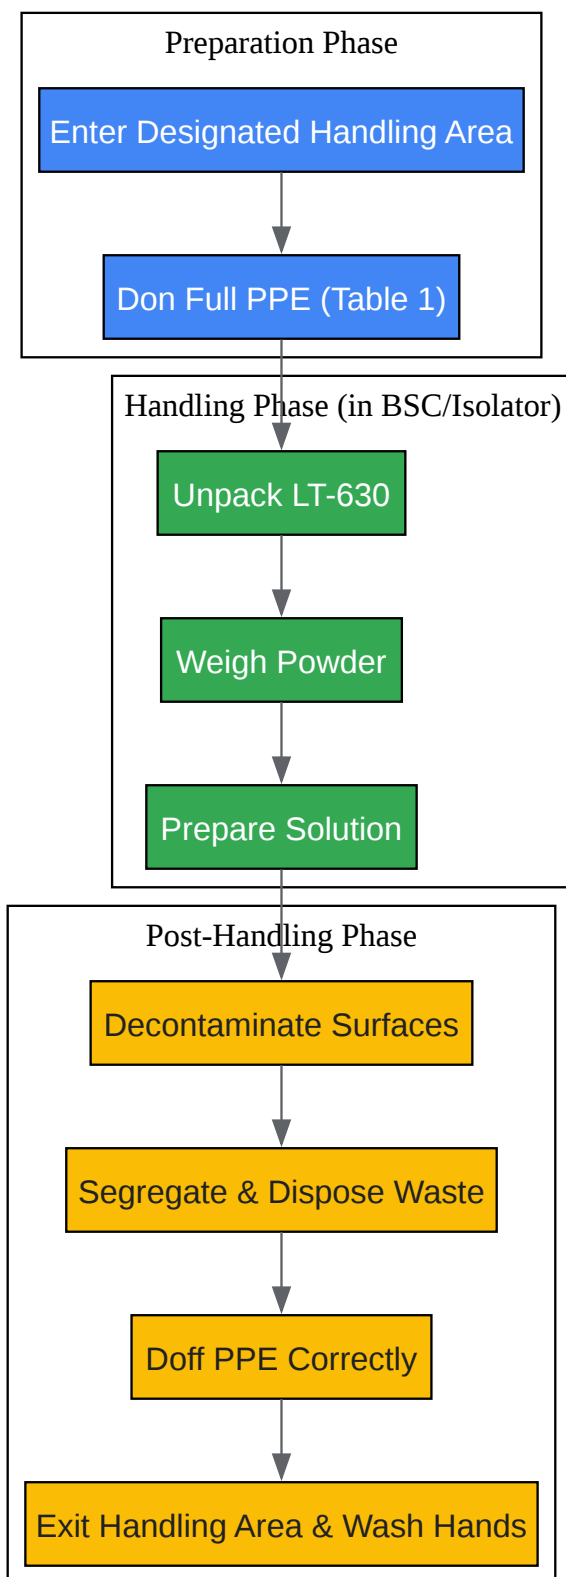 Preparation Phase
Enter Designated Handling Area
Don Full PPE (Table 1)
Handling Phase (in BSC/Isolator)
Unpack LT-630
Weigh Powder
Prepare Solution
Post-Handling Phase
Decontaminate Surfaces
Segregate & Dispose Waste
Doff PPE Correctly
Exit Handling Area & Wash Hands